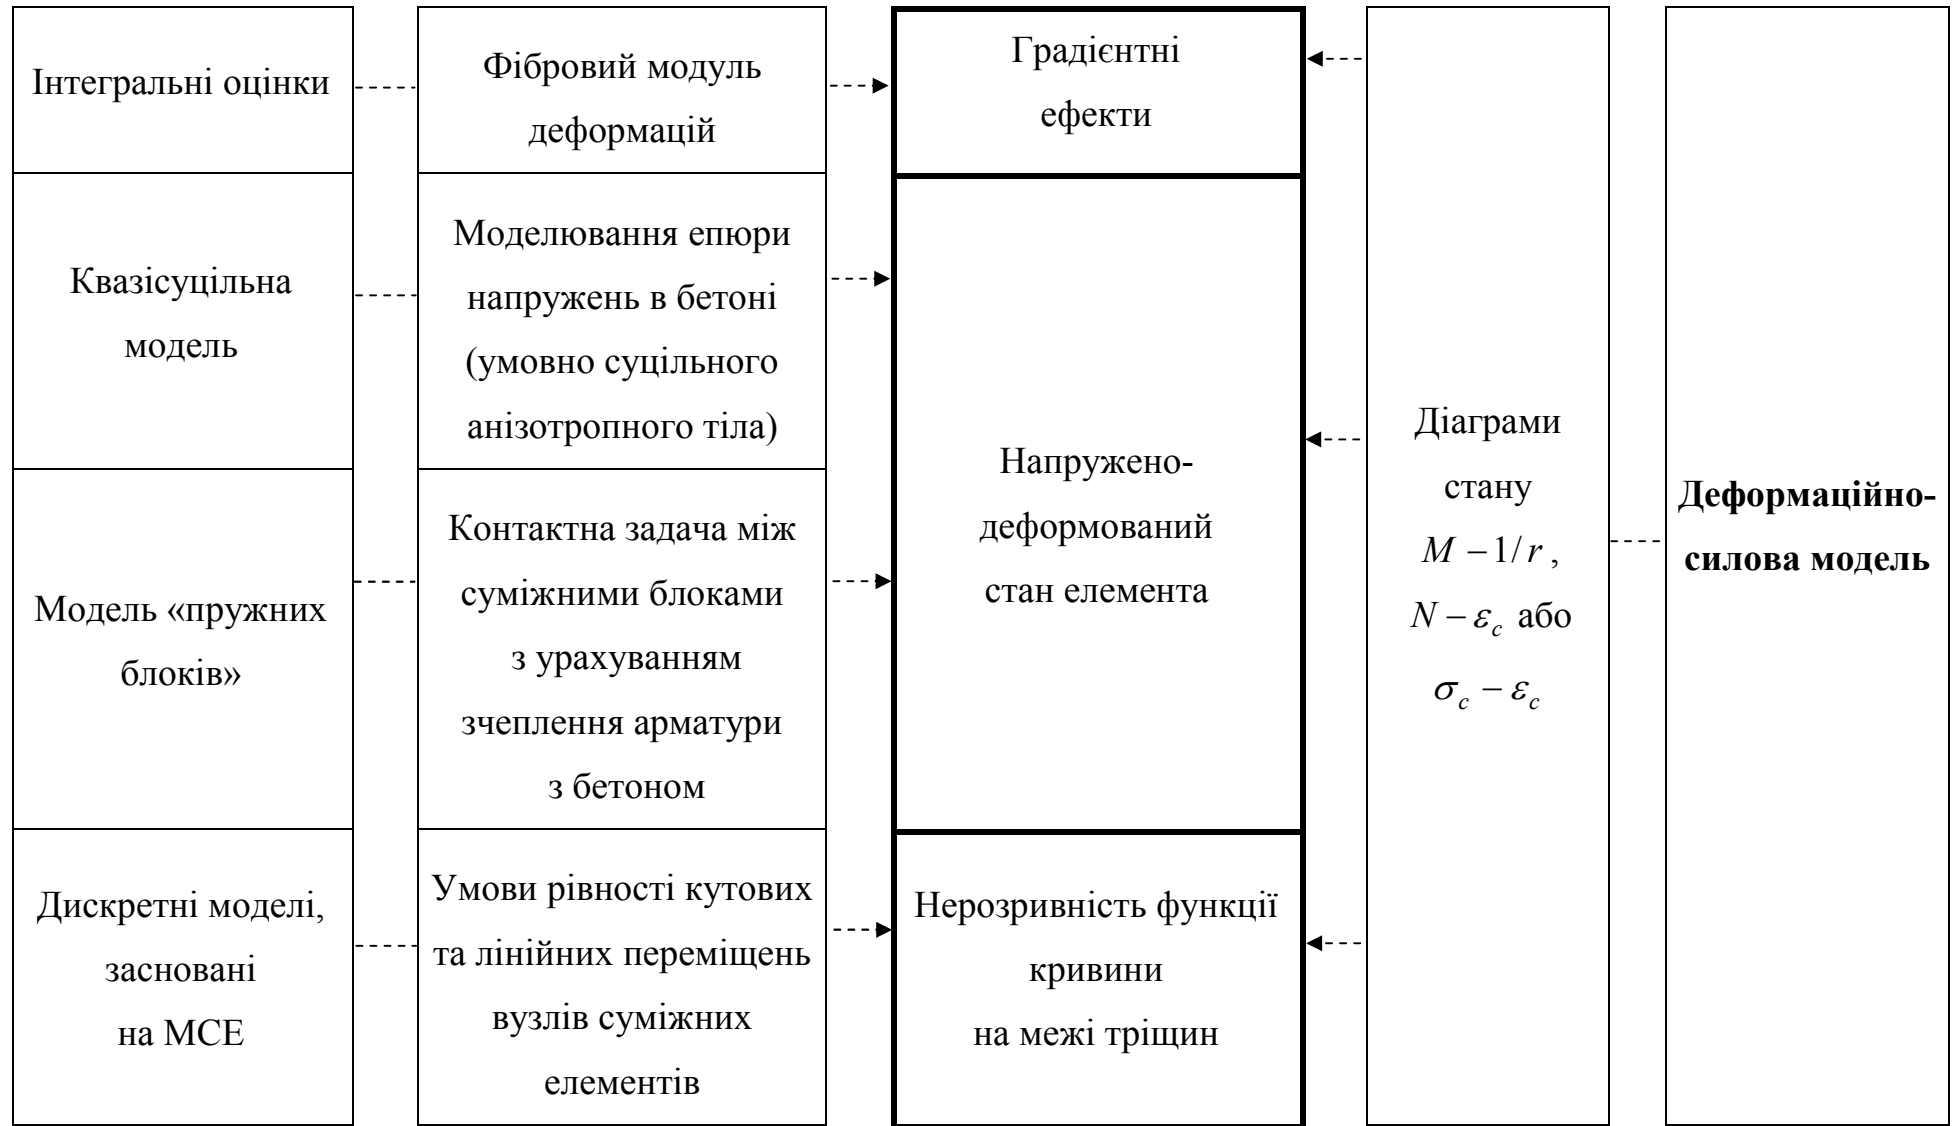 Інтегральні оцінки
Фібровий модуль
деформацій
Градієнтні
ефекти
Квазісуцільна
модель
Моделювання епюри
напружень в бетоні
(умовно суцільного
анізотропного тіла)
Модель «пружних
блоків»
Контактна задача між
суміжними блоками
з урахуванням
зчеплення арматури
з бетоном
Напружено-
деформований
стан елемента
Дискретні моделі,
засновані
на МСЕ
Умови рівності кутових
та лінійних переміщень
вузлів суміжних
елементів
Нерозривність функції
кривини
на межі тріщин
Діаграми
стану
M – 1/r,
N – εc або
σc – εc
Деформаційно-
силова модель